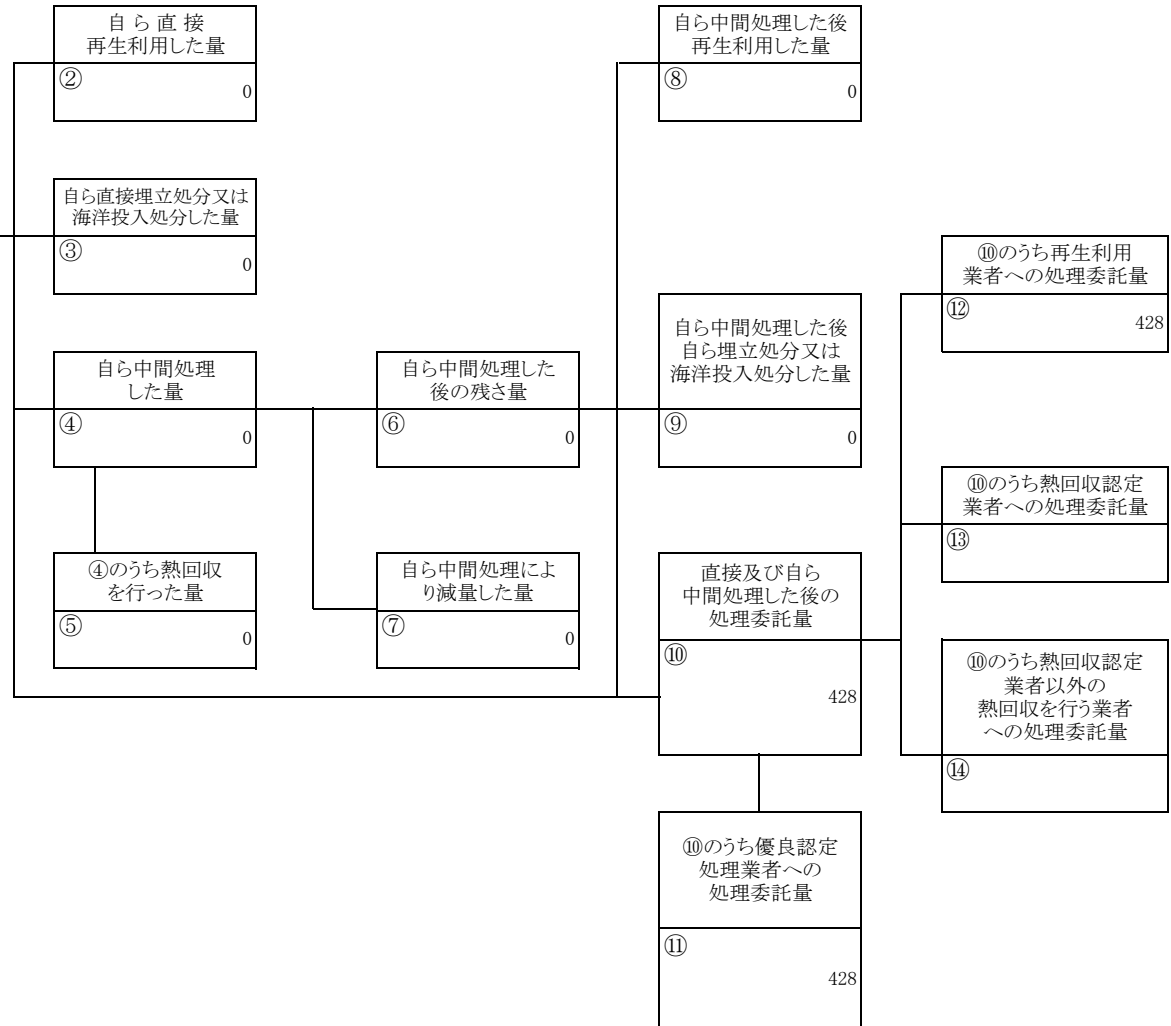 自ら直接
再生利用した量
②
0
自ら中間処理した後
再生利用した量
⑧
0
自ら直接埋立処分又は
海洋投入処分した量
③
0
⑩のうち再生利用
業者への処理委託量
⑫
428
自ら中間処理
した量
④
0
自ら中間処理した
後の残さ量
⑥
0
自ら中間処理した後
自ら埋立処分又は
海洋投入処分した量
⑨
0
⑩のうち熱回収認定
業者への処理委託量
⑬
④のうち熱回収
を行った量
⑤
0
自ら中間処理によ
り減量した量
⑦
0
直接及び自ら
中間処理した後の
処理委託量
⑩
428
⑩のうち熱回収認定
業者以外の
熱回収を行う業者
への処理委託量
⑭
⑩のうち優良認定
処理業者への
処理委託量
⑪
428